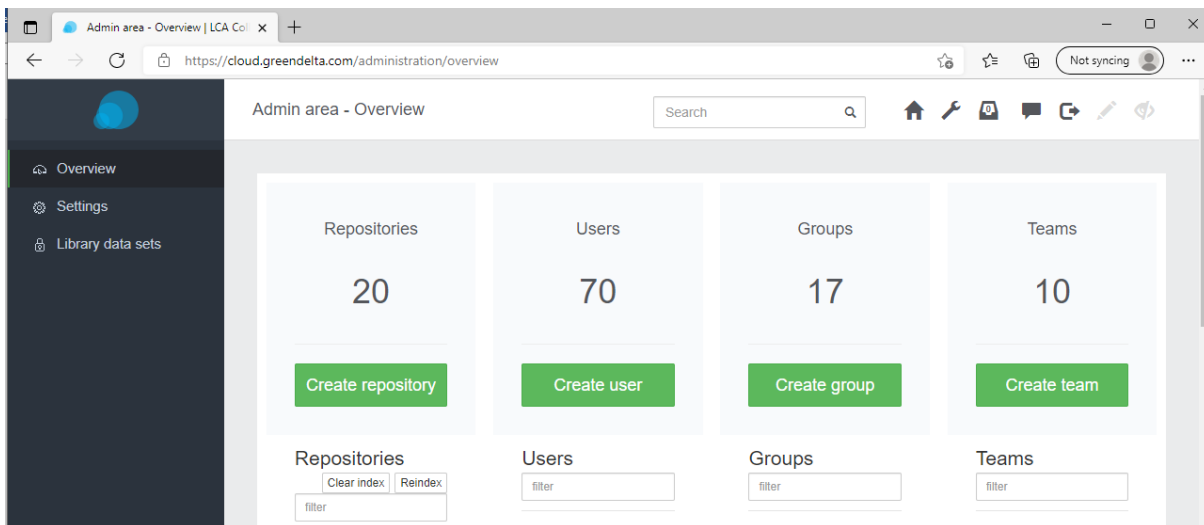 Admin area - Overview | LCA Col
https://cloud.greendelta.com/administration/overview
Not syncing
Admin area - Overview
Search
0
Overview
Settings
Library data sets
Repositories Users Groups Teams
20 70 17 10
Create repository Create user Create group Create team
Repositories Users Groups Teams
Clear index Reindex
filter filter filter
filter